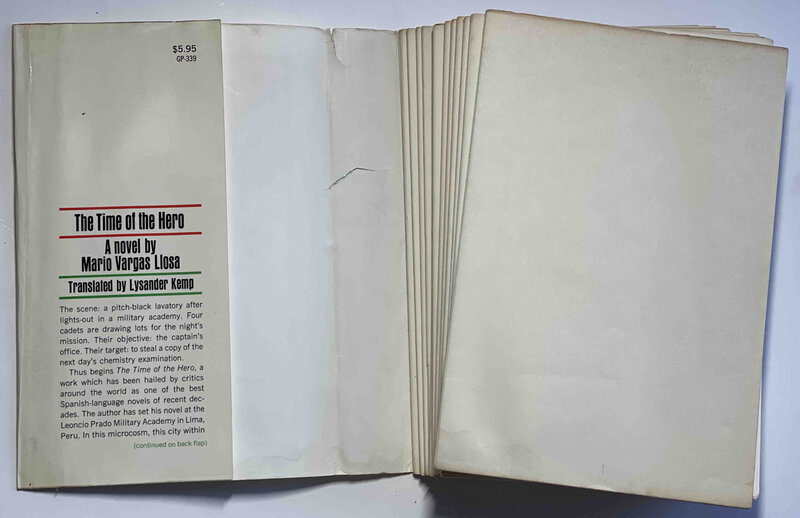 $5.95
GP-339
The Time of the Hero
A novel by
Mario Vargas Llosa
Translated by Lysander Kemp
The scene: a pitch-black lavatory after
lights-out in a military academy. Four
cadets are drawing lots for the night's
mission. Their objective: the captain's
office. Their target: to steal a copy of the
next day's chemistry examination.
Thus begins The Time of the Hero, a
work which has been hailed by critics
around the world as one of the best
Spanish-language novels of recent dec-
ades. The author has set his novel at the
Leoncio Prado Military Academy in Lima,
Peru. In this microcosm, this city within
(continued on back flap)